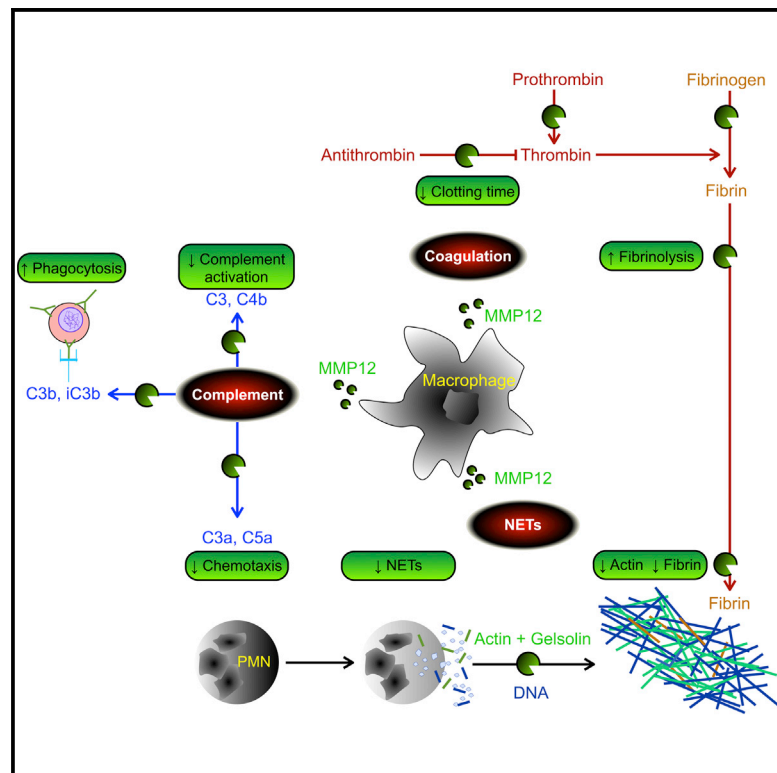 Prothrombin
Fibrinogen
Antithrombin
Thrombin
↓ Clotting time
Fibrin
↑ Phagocytosis
↓ Complement
activation
Coagulation
↑ Fibrinolysis
C3, C4b
MMP12
MMP12
Macrophage
C3b, iC3b
Complement
MMP12
NETs
C3a, C5a
↓ Chemotaxis
↓ NETs
↓ Actin ↓ Fibrin
Fibrin
PMN
Actin + Gelsolin
DNA